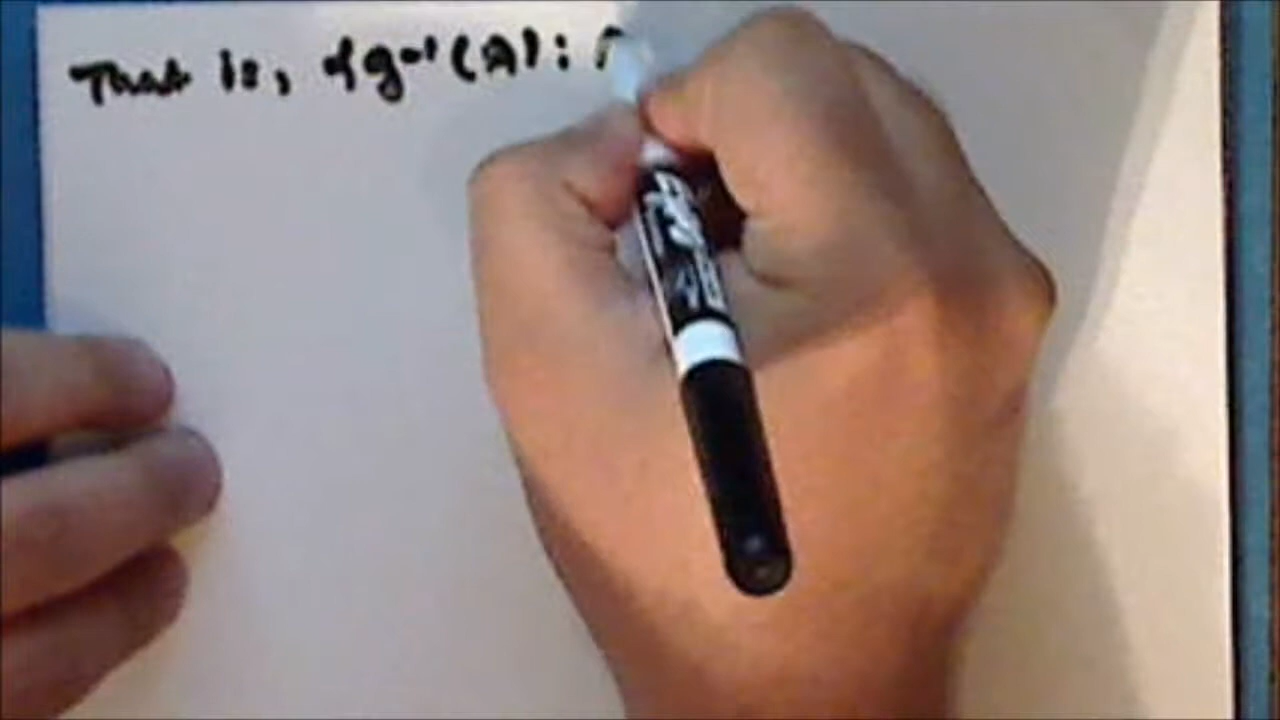 That is, {g⁻¹(A):